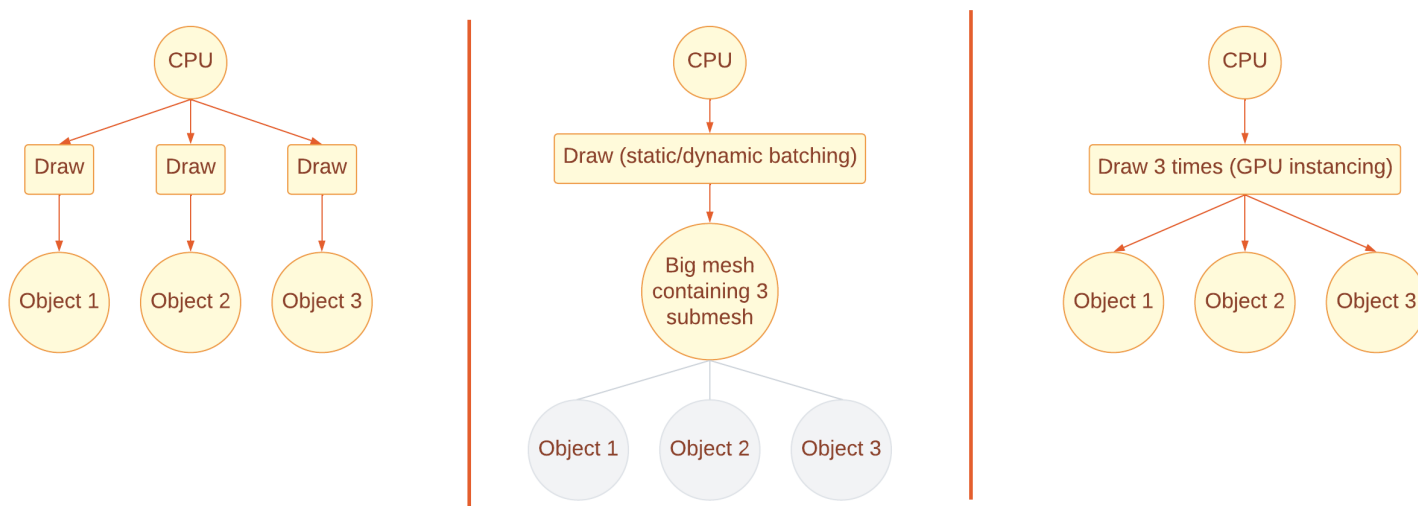 CPU
Draw
Draw
Draw
Object 1
Object 2
Object 3
CPU
Draw (static/dynamic batching)
Big mesh
containing 3
submesh
Object 1
Object 2
Object 3
CPU
Draw 3 times (GPU instancing)
Object 1
Object 2
Object 3